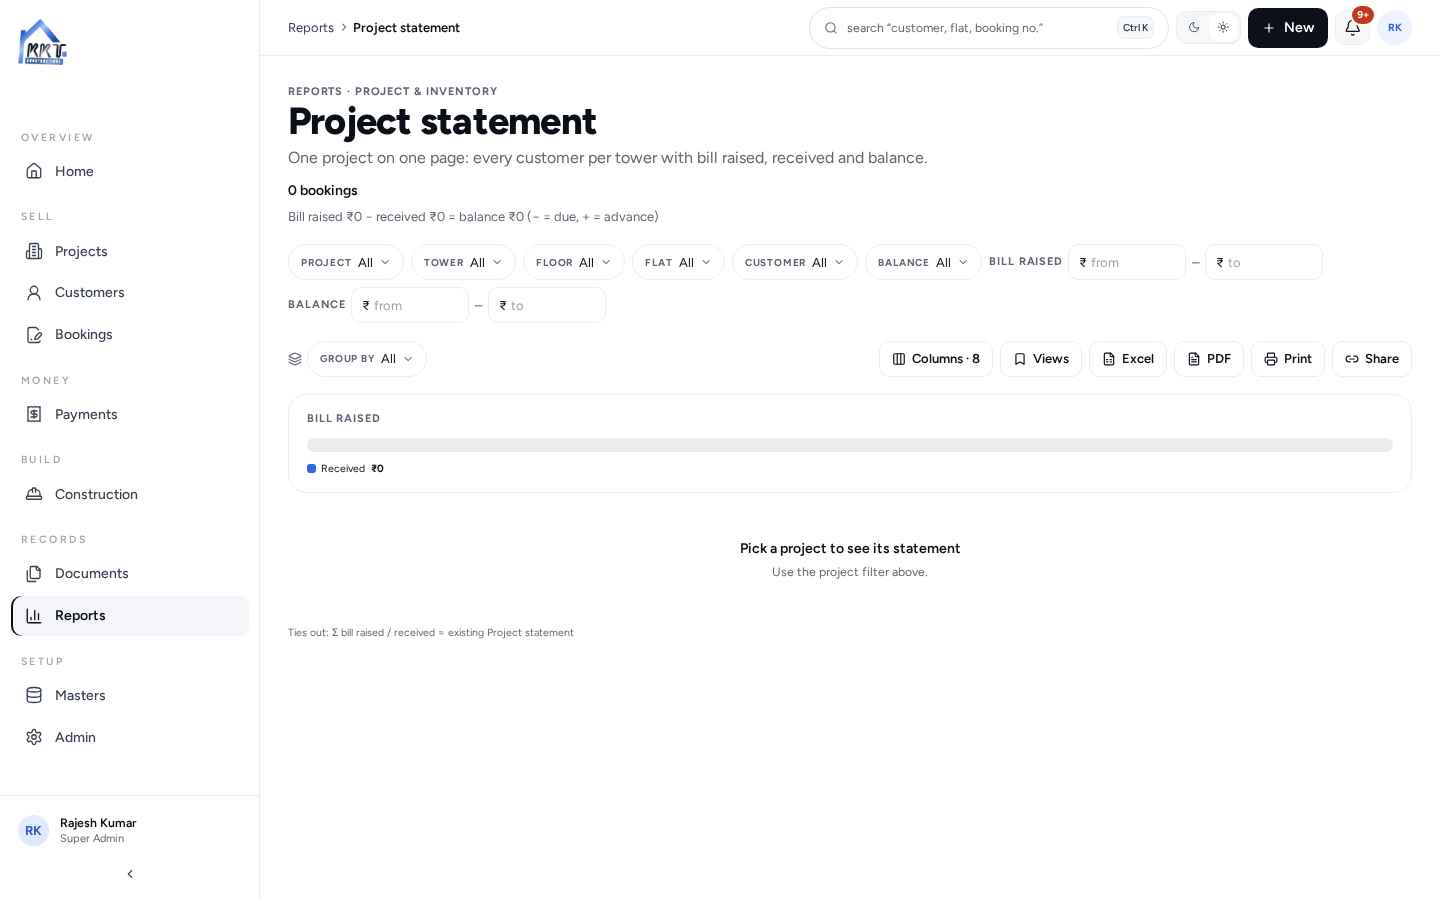 RRT
CONSTRUCTIONS
Reports > Project statement
search “customer, flat, booking no.”
Ctrl K
New
9+
RK
OVERVIEW
Home
SELL
Projects
Customers
Bookings
MONEY
Payments
BUILD
Construction
RECORDS
Documents
Reports
SETUP
Masters
Admin
RK
Rajesh Kumar
Super Admin
REPORTS · PROJECT & INVENTORY
Project statement
One project on one page: every customer per tower with bill raised, received and balance.
0 bookings
Bill raised ₹0 − received ₹0 = balance ₹0 (− = due, + = advance)
PROJECT All TOWER All FLOOR All FLAT All CUSTOMER All BALANCE All BILL RAISED ₹ from – ₹ to
BALANCE ₹ from – ₹ to
GROUP BY All
Columns · 8 Views Excel PDF Print Share
BILL RAISED
Received ₹0
Pick a project to see its statement
Use the project filter above.
Ties out: Σ bill raised / received = existing Project statement